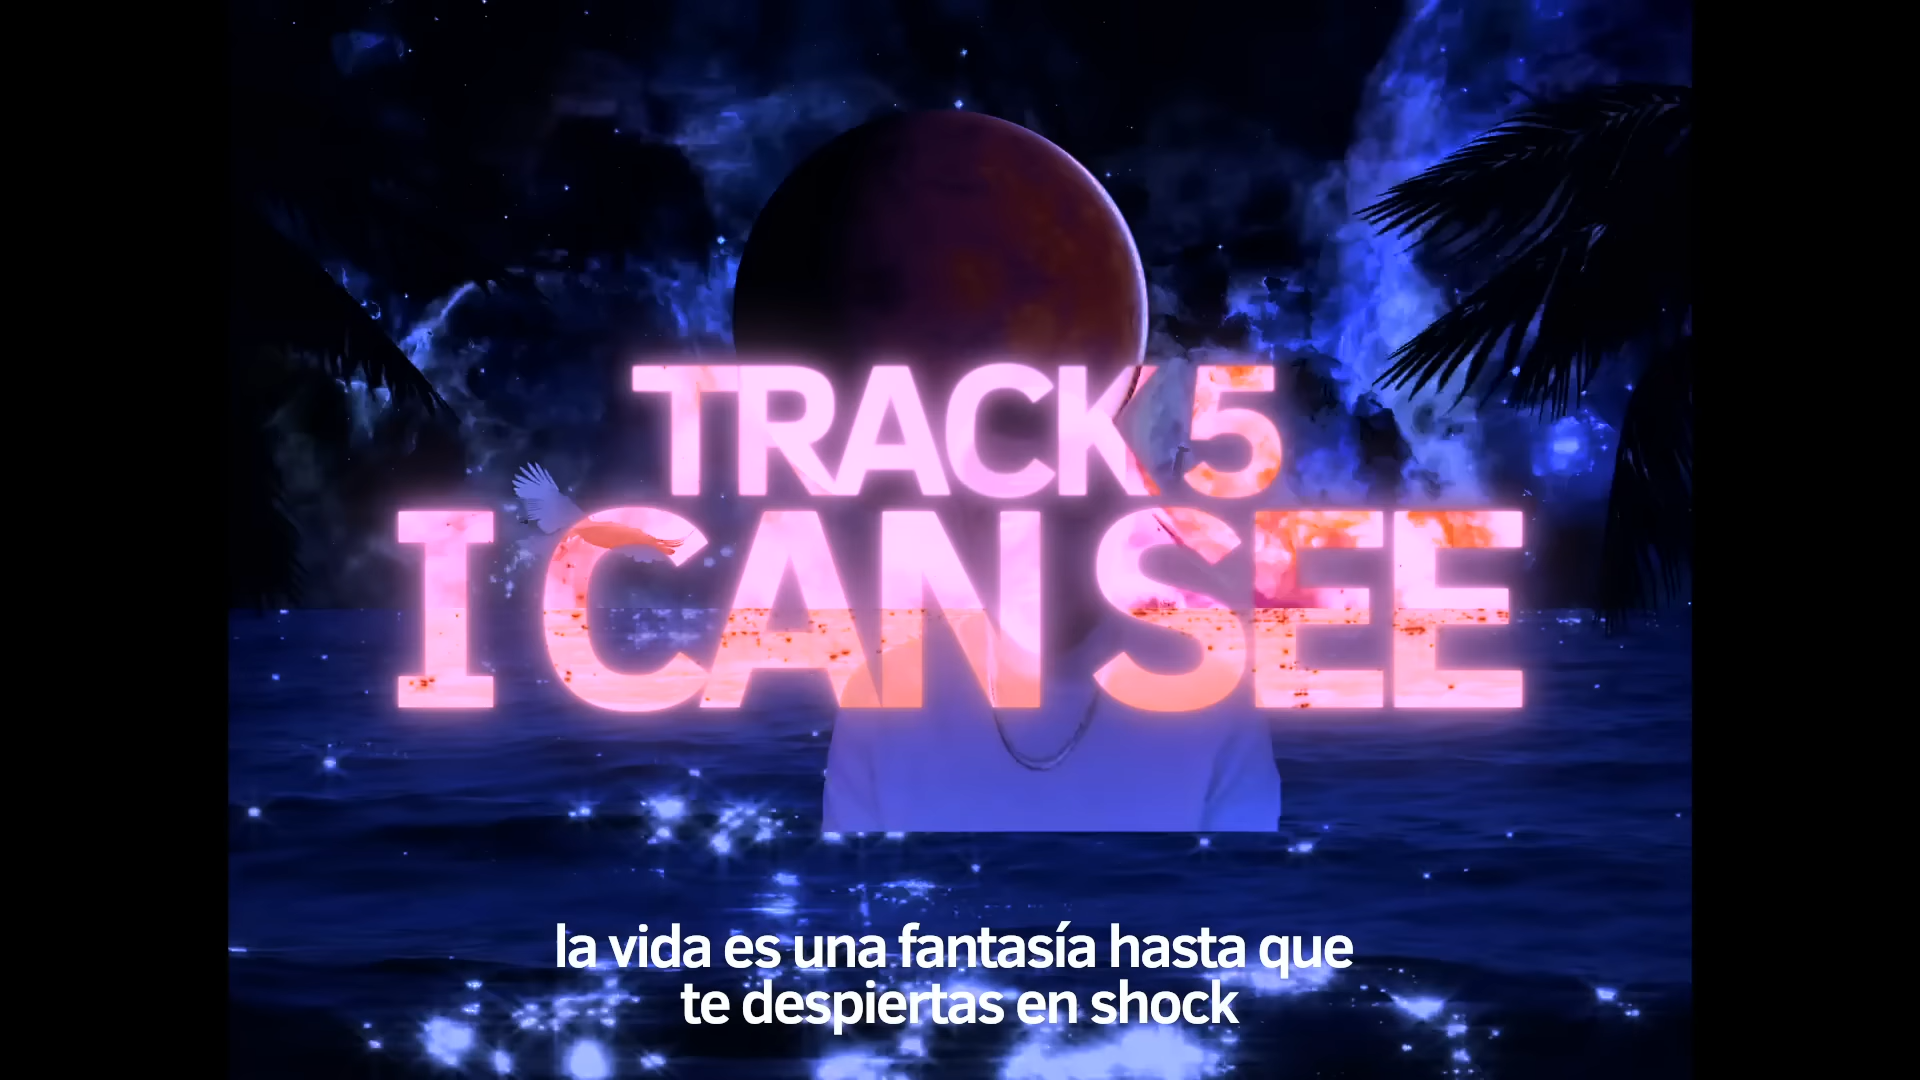 TRACK 5
I CAN SEE
la vida es una fantasía hasta que
te despiertas en shock